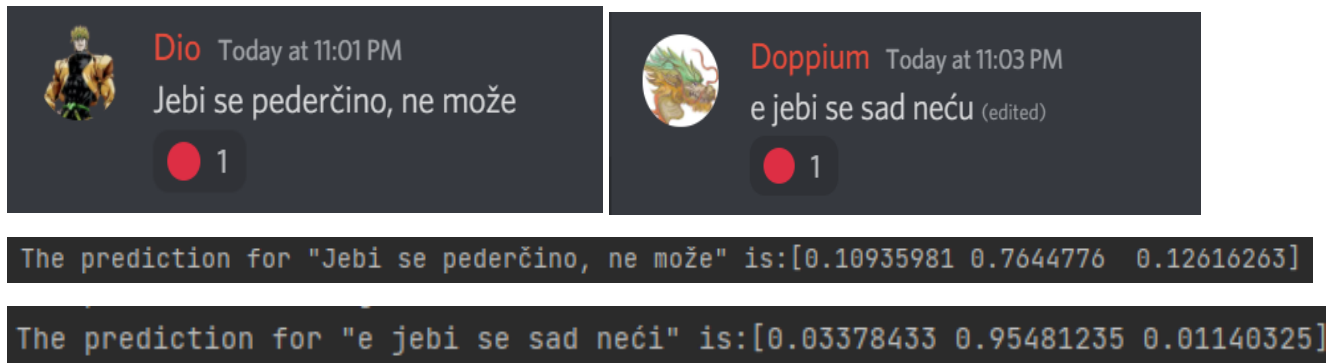 Dio Today at 11:01 PM
Jebi se pederčino, ne može
1
Doppium Today at 11:03 PM
e jebi se sad neću (edited)
1
The prediction for "Jebi se pederčino, ne može" is:[0.10935981 0.7644776  0.12616263]
The prediction for "e jebi se sad neći" is:[0.03378433 0.95481235 0.01140325]